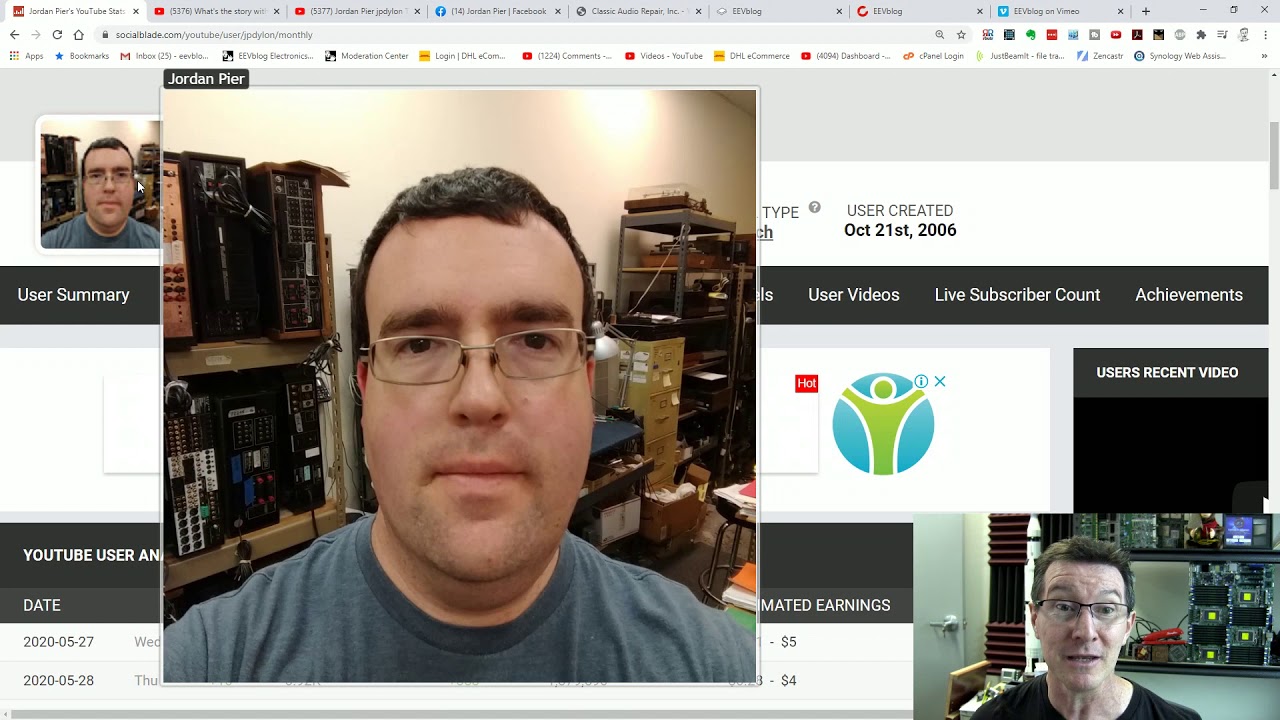 Jordan Pier's YouTube Stats
(5376) What's the story with
(5377) Jordan Pier jpdylon T
(14) Jordan Pier | Facebook
Classic Audio Repair, Inc. -
EEVblog
EEVblog
EEVblog on Vimeo
socialblade.com/youtube/user/jpdylon/monthly
Apps
Bookmarks
Inbox (25) - eevblo...
EEVblog Electronics...
Moderation Center
Login | DHL eCom...
(1224) Comments -...
Videos - YouTube
DHL eCommerce
(4094) Dashboard -...
cPanel Login
JustBeamIt - file tra...
Zencastr
Synology Web Assis...
Jordan Pier
TYPE
USER CREATED
ch
Oct 21st, 2006
User Summary
els
User Videos
Live Subscriber Count
Achievements
Hot
USERS RECENT VIDEO
YOUTUBE USER ANA
DATE
IMATED EARNINGS
2020-05-27
Wed
- $5
2020-05-28
Thu
- $4